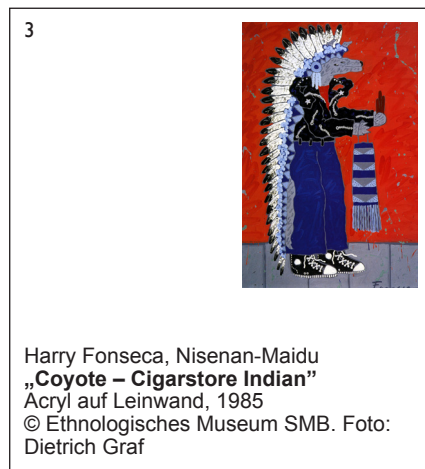 3
Harry Fonseca, Nisenan-Maidu
„Coyote – Cigarstore Indian”
Acryl auf Leinwand, 1985
© Ethnologisches Museum SMB. Foto:
Dietrich Graf